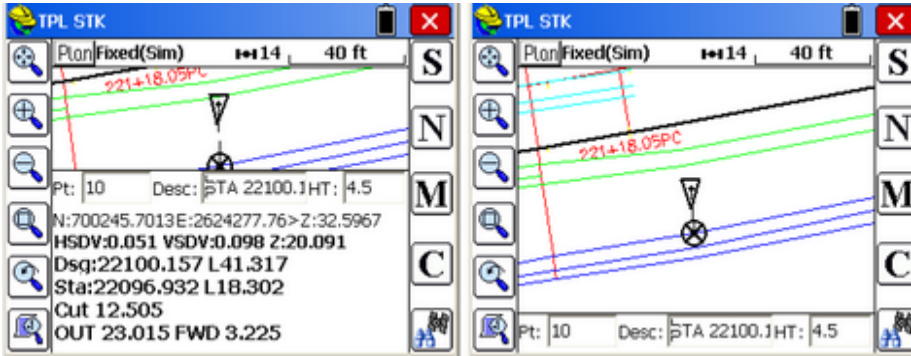 TPL STK
Plan Fixed(Sim) 14 40 ft
S
221+18.05PC
N
Pt: 10 Desc: STA 22100.1 HT: 4.5
M
N:700245.7013 E:2624277.76> Z:32.5967
HSDV:0.051 VSDV:0.098 Z:20.091
Dsg:22100.157 L41.317
C
Sta:22096.932 L18.302
Cut 12.505
OUT 23.015 FWD 3.225
TPL STK
Plan Fixed(Sim) 14 40 ft
S
N
221+18.05PC
M
C
Pt: 10 Desc: STA 22100.1 HT: 4.5